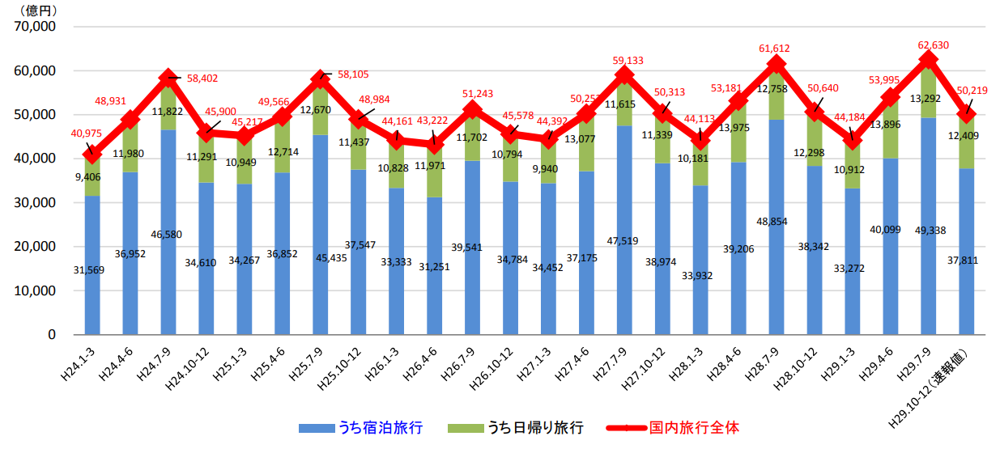 （億円）
70,000
60,000
50,000
40,000
30,000
20,000
10,000
0
40,975
48,931
58,402
45,900
45,217
49,566
58,105
48,984
44,161
43,222
51,243
45,578
44,392
50,253
59,133
50,313
44,113
53,181
61,612
50,640
44,184
53,995
62,630
50,219
9,406
11,980
11,822
11,291
10,949
12,714
12,670
11,437
10,828
11,971
11,702
10,794
9,940
13,077
11,615
11,339
10,181
13,975
12,758
12,298
10,912
13,896
13,292
12,409
31,569
36,952
46,580
34,610
34,267
36,852
45,435
37,547
33,333
31,251
39,541
34,784
34,452
37,175
47,519
38,974
33,932
39,206
48,854
38,342
33,272
40,099
49,338
37,811
H24.1-3
H24.4-6
H24.7-9
H24.10-12
H25.1-3
H25.4-6
H25.7-9
H25.10-12
H26.1-3
H26.4-6
H26.7-9
H26.10-12
H27.1-3
H27.4-6
H27.7-9
H27.10-12
H28.1-3
H28.4-6
H28.7-9
H28.10-12
H29.1-3
H29.4-6
H29.7-9
H29.10-12（速報値）
うち宿泊旅行
うち日帰り旅行
国内旅行全体